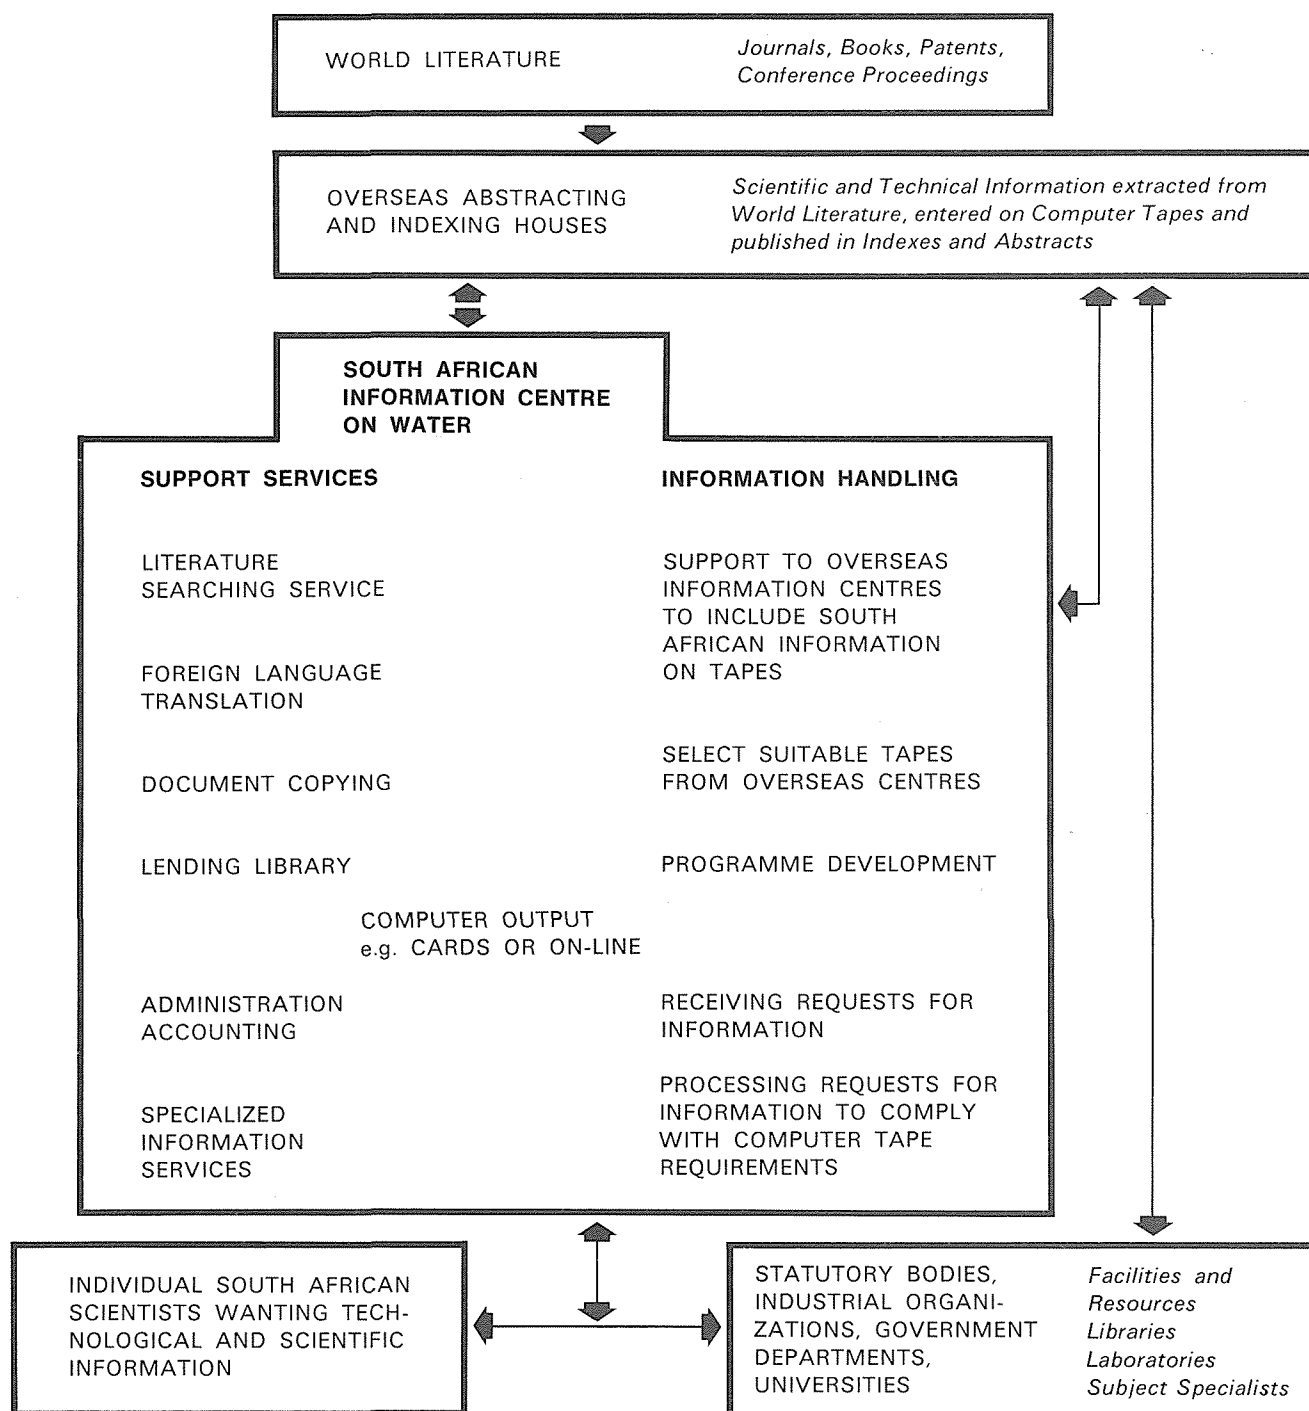 WORLD LITERATURE
Journals, Books, Patents,
Conference Proceedings
OVERSEAS ABSTRACTING
AND INDEXING HOUSES
Scientific and Technical Information extracted from
World Literature, entered on Computer Tapes and
published in Indexes and Abstracts
SOUTH AFRICAN
INFORMATION CENTRE
ON WATER
SUPPORT SERVICES
LITERATURE
SEARCHING SERVICE
FOREIGN LANGUAGE
TRANSLATION
DOCUMENT COPYING
LENDING LIBRARY
COMPUTER OUTPUT
e.g. CARDS OR ON-LINE
ADMINISTRATION
ACCOUNTING
SPECIALIZED
INFORMATION
SERVICES
INFORMATION HANDLING
SUPPORT TO OVERSEAS
INFORMATION CENTRES
TO INCLUDE SOUTH
AFRICAN INFORMATION
ON TAPES
SELECT SUITABLE TAPES
FROM OVERSEAS CENTRES
PROGRAMME DEVELOPMENT
RECEIVING REQUESTS FOR
INFORMATION
PROCESSING REQUESTS FOR
INFORMATION TO COMPLY
WITH COMPUTER TAPE
REQUIREMENTS
INDIVIDUAL SOUTH AFRICAN
SCIENTISTS WANTING TECH-
NOLOGICAL AND SCIENTIFIC
INFORMATION
STATUTORY BODIES,
INDUSTRIAL ORGANI-
ZATIONS, GOVERNMENT
DEPARTMENTS,
UNIVERSITIES
Facilities and
Resources
Libraries
Laboratories
Subject Specialists